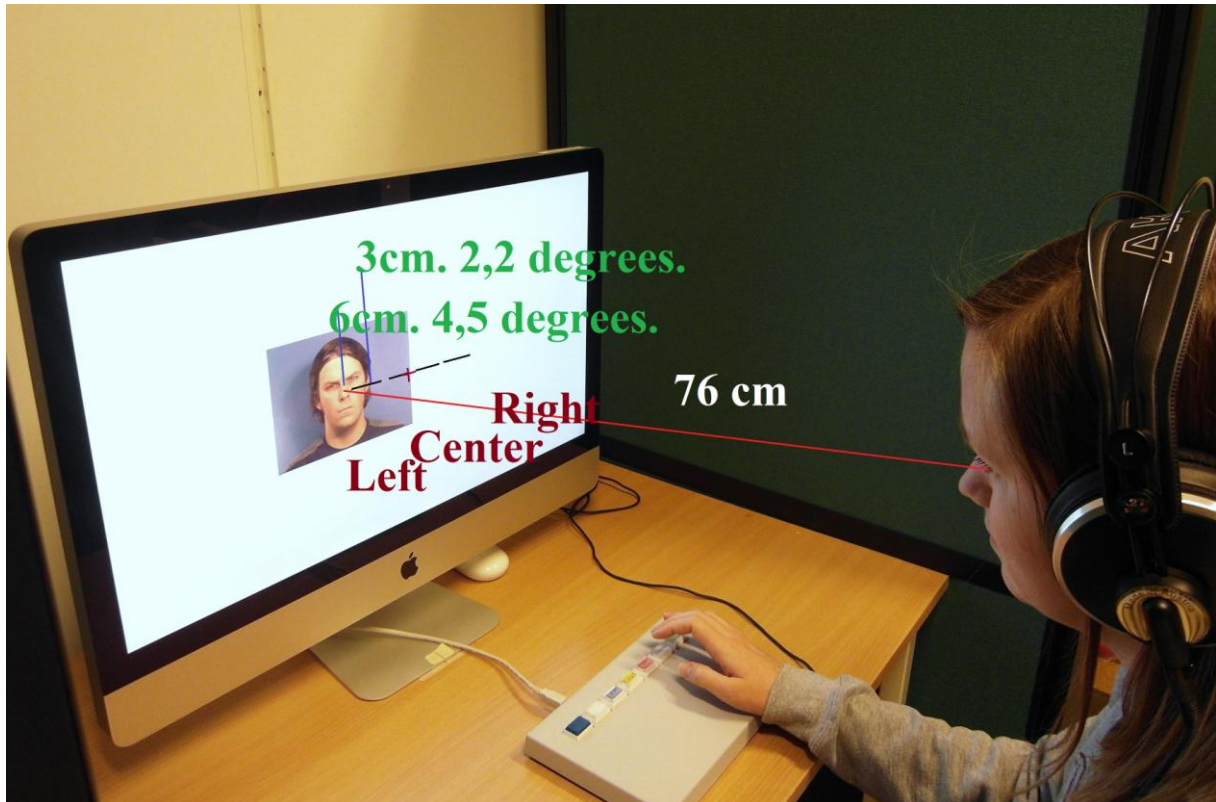 3cm. 2,2 degrees.
6cm. 4,5 degrees.
76 cm
Right
Center
Left
L